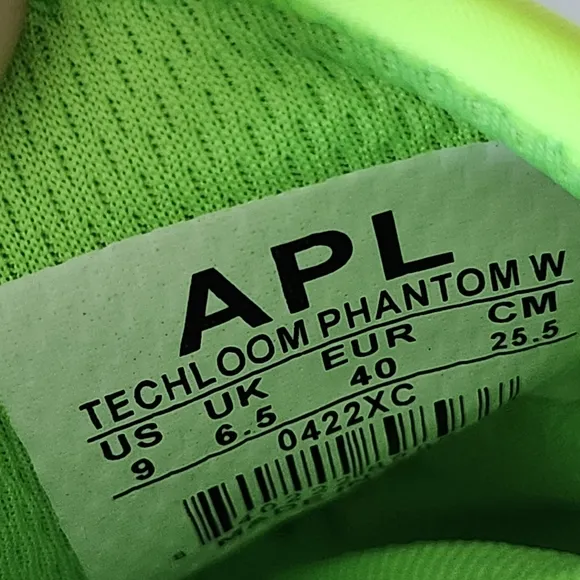 APL
TECHLOOM PHANTOM W
US UK EUR CM
9 6.5 40 25.5
0422XC